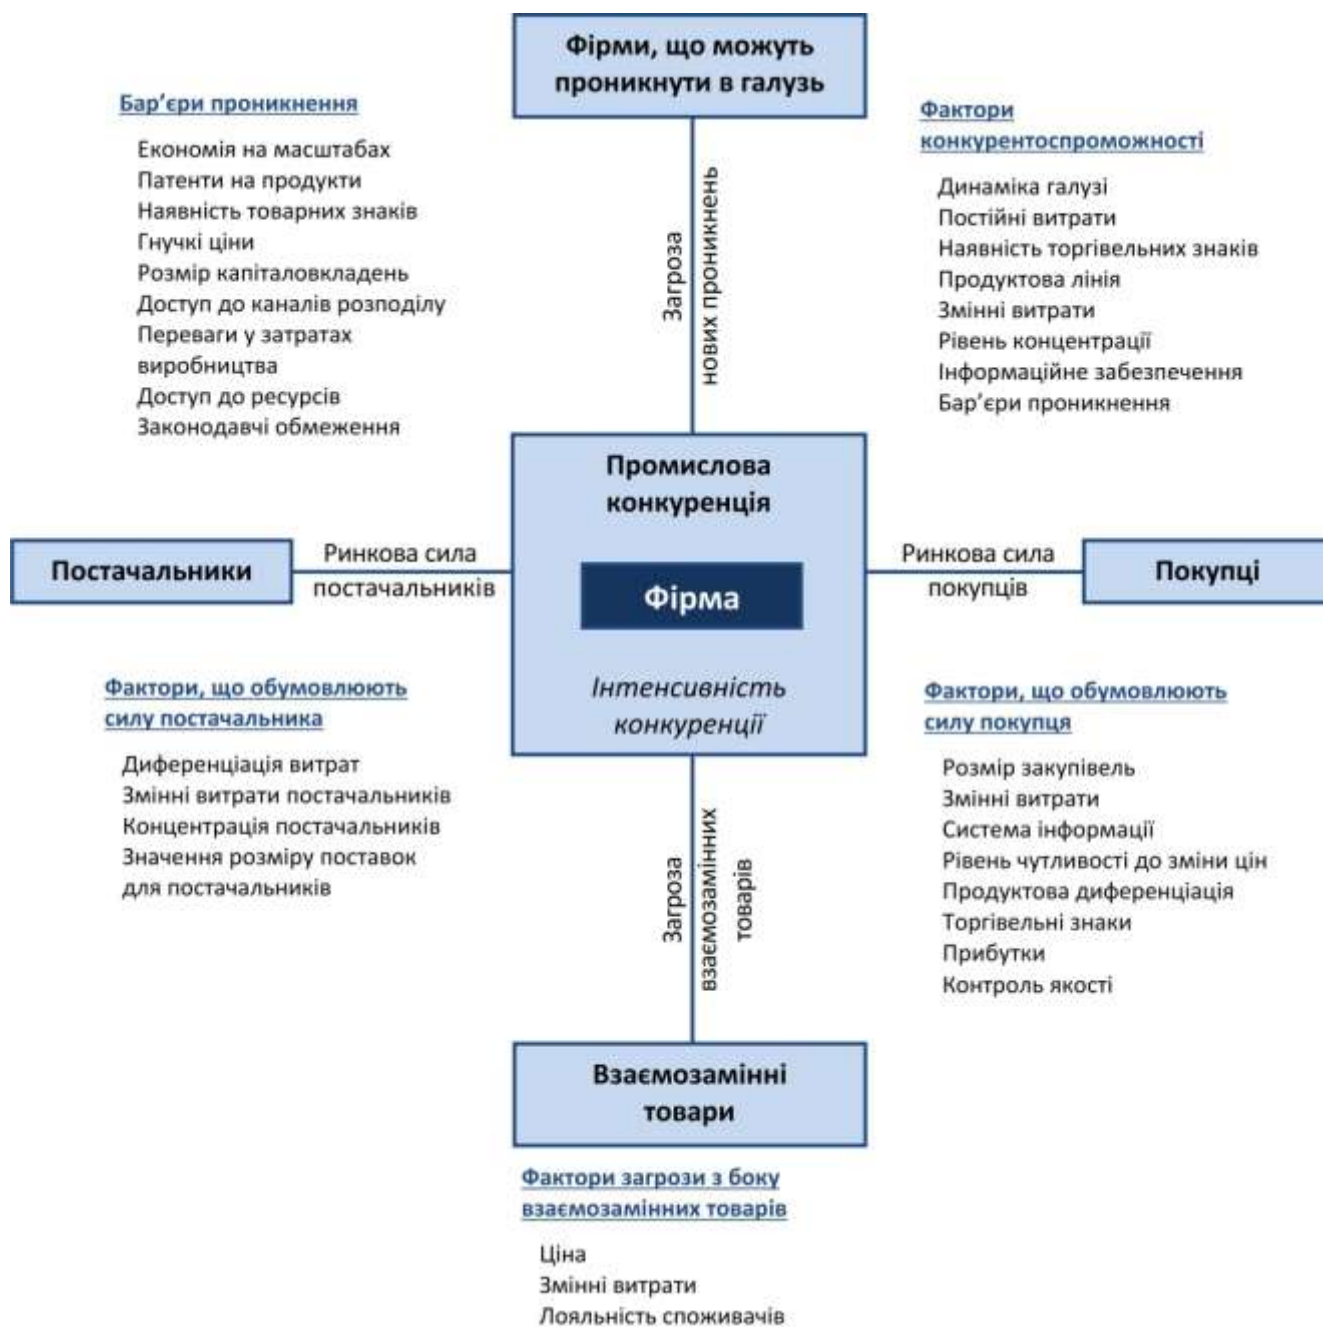 Фірми, що можуть
проникнути в галузь
Бар’єри проникнення
Економія на масштабах
Патенти на продукти
Наявність товарних знаків
Гнучкі ціни
Розмір капіталовкладень
Доступ до каналів розподілу
Переваги у затратах
виробництва
Доступ до ресурсів
Законодавчі обмеження
Загроза
нових проникнень
Фактори
конкурентоспроможності
Динаміка галузі
Постійні витрати
Наявність торгівельних знаків
Продуктова лінія
Змінні витрати
Рівень концентрації
Інформаційне забезпечення
Бар’єри проникнення
Промислова
конкуренція
Фірма
Інтенсивність
конкуренції
Постачальники
Ринкова сила
постачальників
Ринкова сила
покупців
Покупці
Фактори, що обумовлюють
силу постачальника
Диференціація витрат
Змінні витрати постачальників
Концентрація постачальників
Значення розміру поставок
для постачальників
Загроза
взаємозамінних
товарів
Фактори, що обумовлюють
силу покупця
Розмір закупівель
Змінні витрати
Система інформації
Рівень чутливості до зміни цін
Продуктова диференціація
Торгівельні знаки
Прибутки
Контроль якості
Взаємозамінні
товари
Фактори загрози з боку
взаємозамінних товарів
Ціна
Змінні витрати
Лояльність споживачів